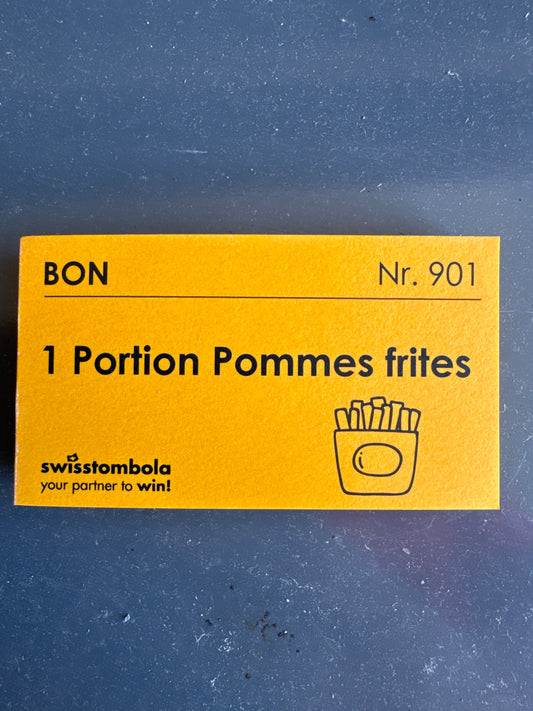 BON Nr. 901
1 Portion Pommes frites
swisstombola
your partner to win!